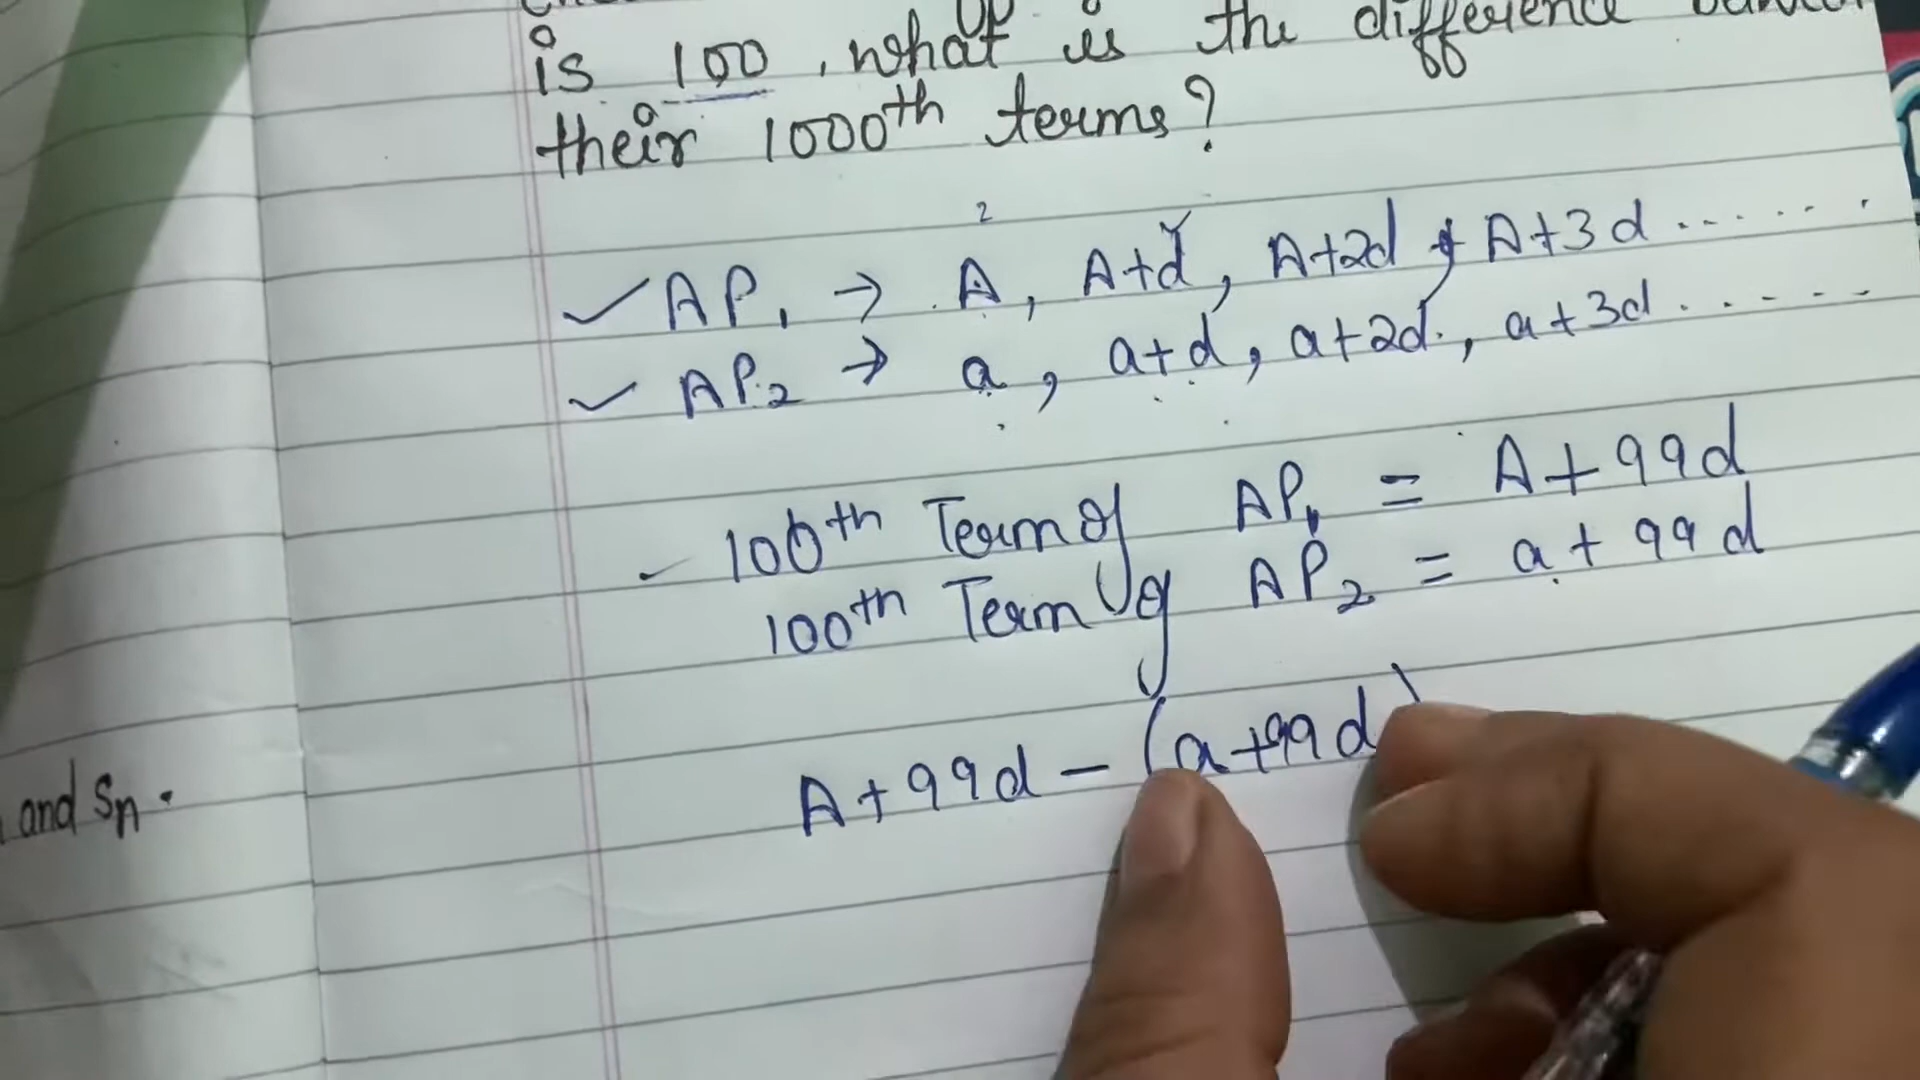 is 100, what is the difference
their 1000th terms?
AP1 → A, A+d, A+2d, A+3d......
AP2 → a, a+d, a+2d, a+3d......
100th Term of AP1 = A+99d
100th Term of AP2 = a+99d
A+99d-(a+99d)
and Sn.